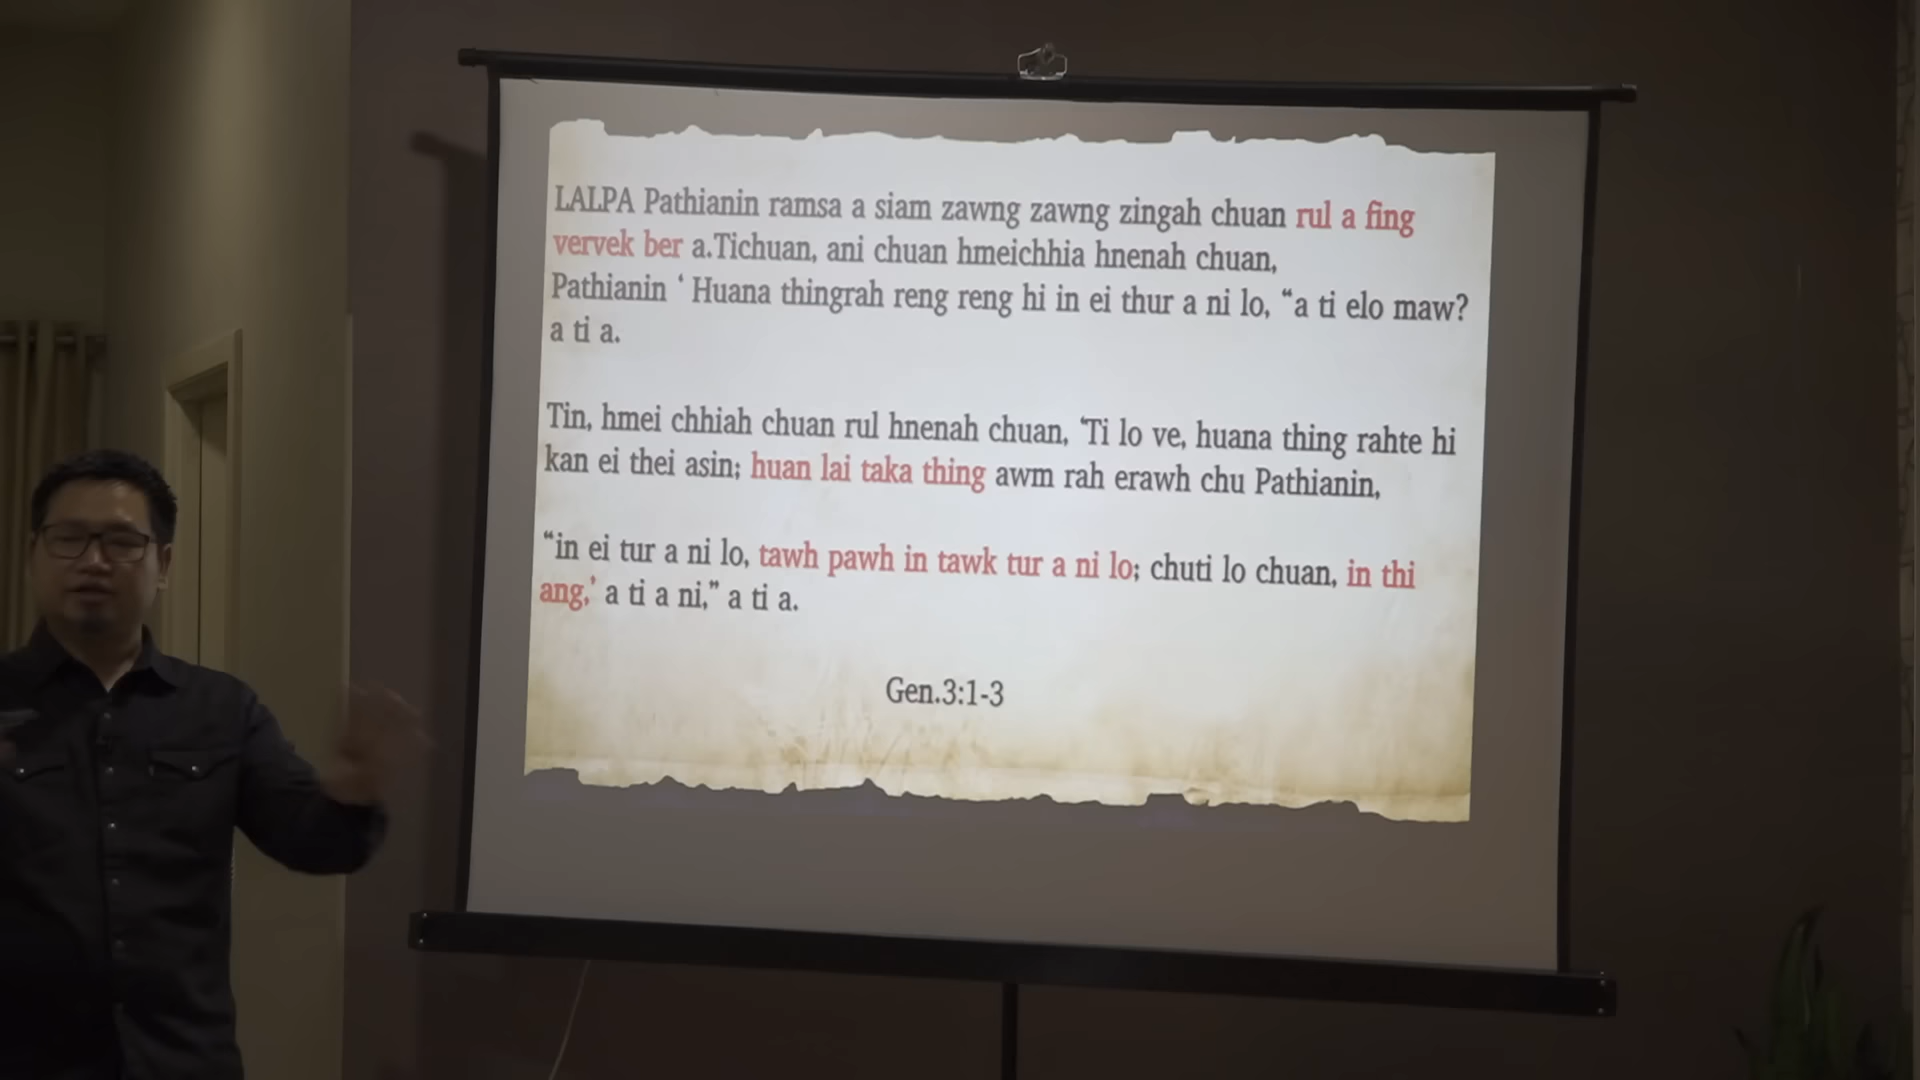 LALPA Pathianin ramsa a siam zawng zawng zingah chuan rul a fing
vervek ber a.Tichuan, ani chuan hmeichhia hnenah chuan,
Pathianin ‘ Huana thingrah reng reng hi in ei thur a ni lo, “a ti elo maw?
a ti a.
Tin, hmei chhiah chuan rul hnenah chuan, ‘Ti lo ve, huana thing rahte hi
kan ei thei asin; huan lai taka thing awm rah erawh chu Pathianin,
“in ei tur a ni lo, tawh pawh in tawk tur a ni lo; chuti lo chuan, in thi
ang,’ a ti a ni,” a ti a.
Gen.3:1-3